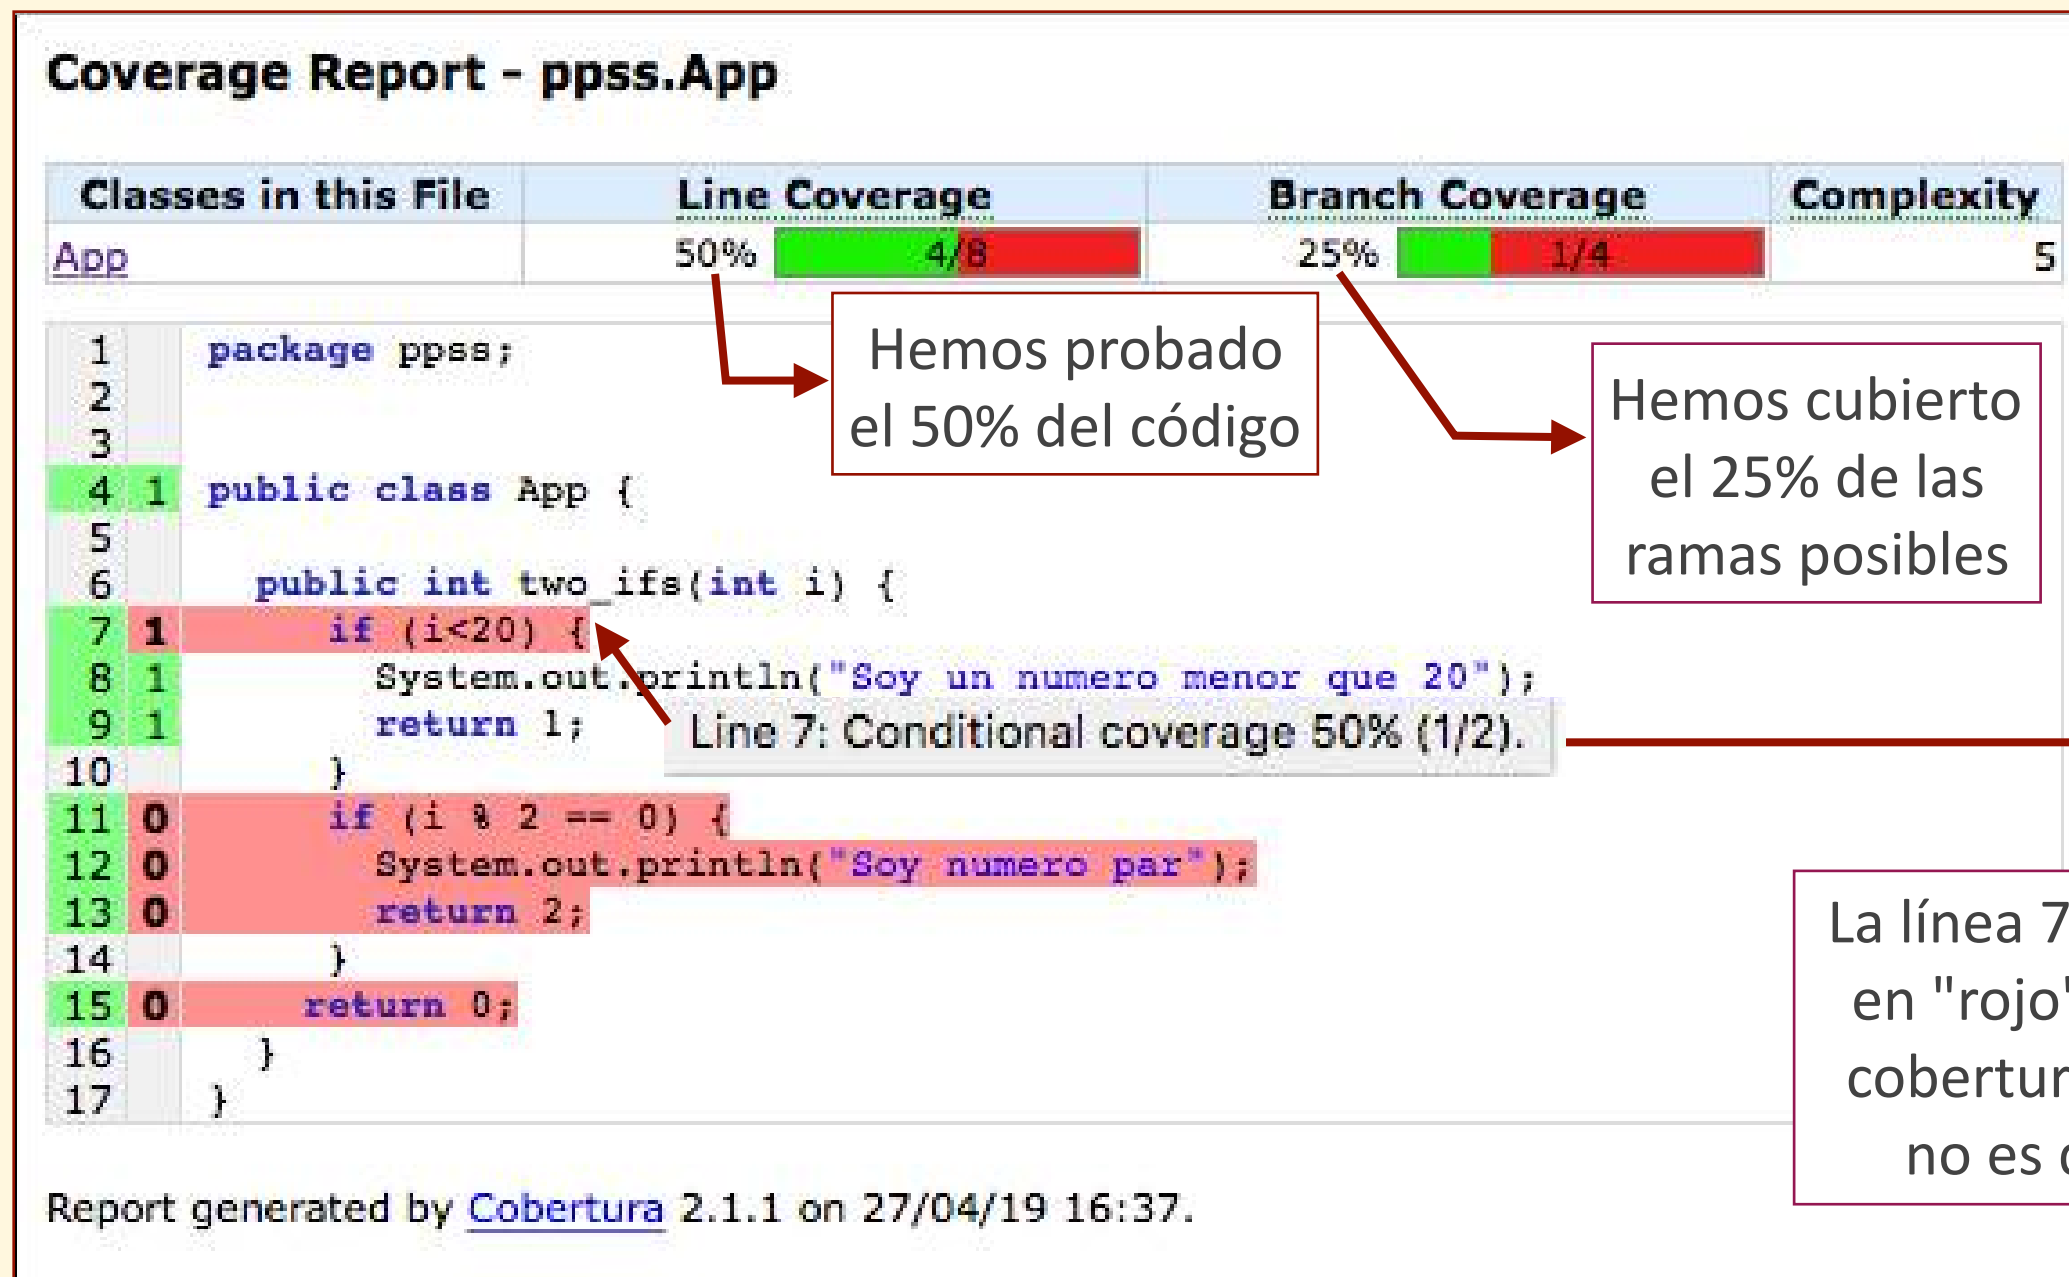 Coverage Report - ppss.App
Classes in this File Line Coverage Branch Coverage Complexity
App 50% 4/8 25% 1/4 5
Hemos probado
el 50% del código
Hemos cubierto
el 25% de las
ramas posibles
1 package ppss;
2
3
4 1 public class App {
5
6 public int two_ifs(int i) {
7 1 if (i<20) {
8 1 System.out.println("Soy un numero menor que 20");
9 1 return 1;
Line 7: Conditional coverage 50% (1/2).
10 }
11 0 if (i % 2 == 0) {
12 0 System.out.println("Soy numero par");
13 0 return 2;
14 }
15 0 return 0;
16 }
17 }
La línea 7
en "rojo"
cobertur
no es
Report generated by Cobertura 2.1.1 on 27/04/19 16:37.